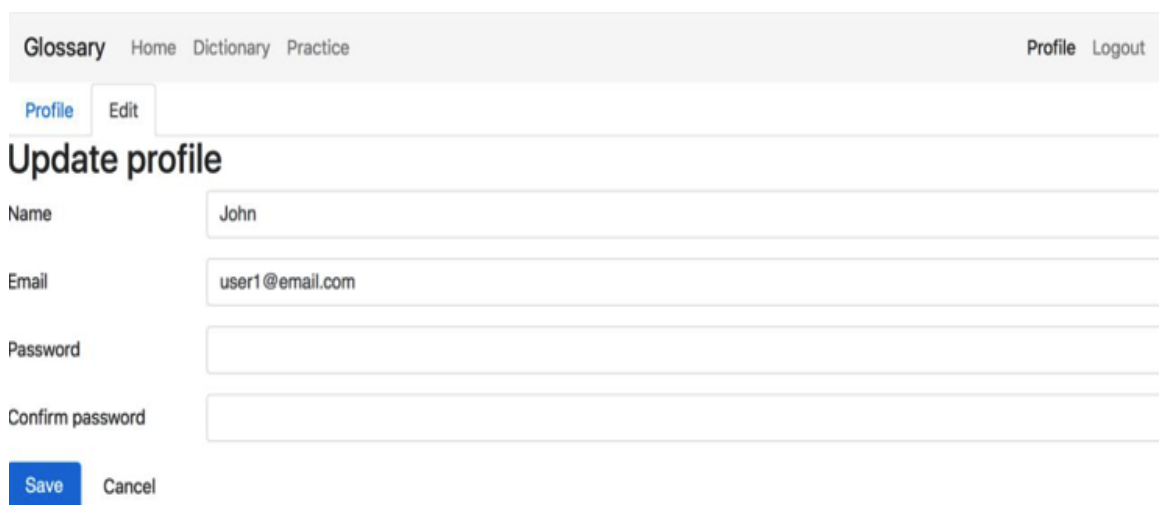 Glossary Home Dictionary Practice Profile Logout
Profile Edit
Update profile
Name John
Email user1@email.com
Password
Confirm password
Save Cancel